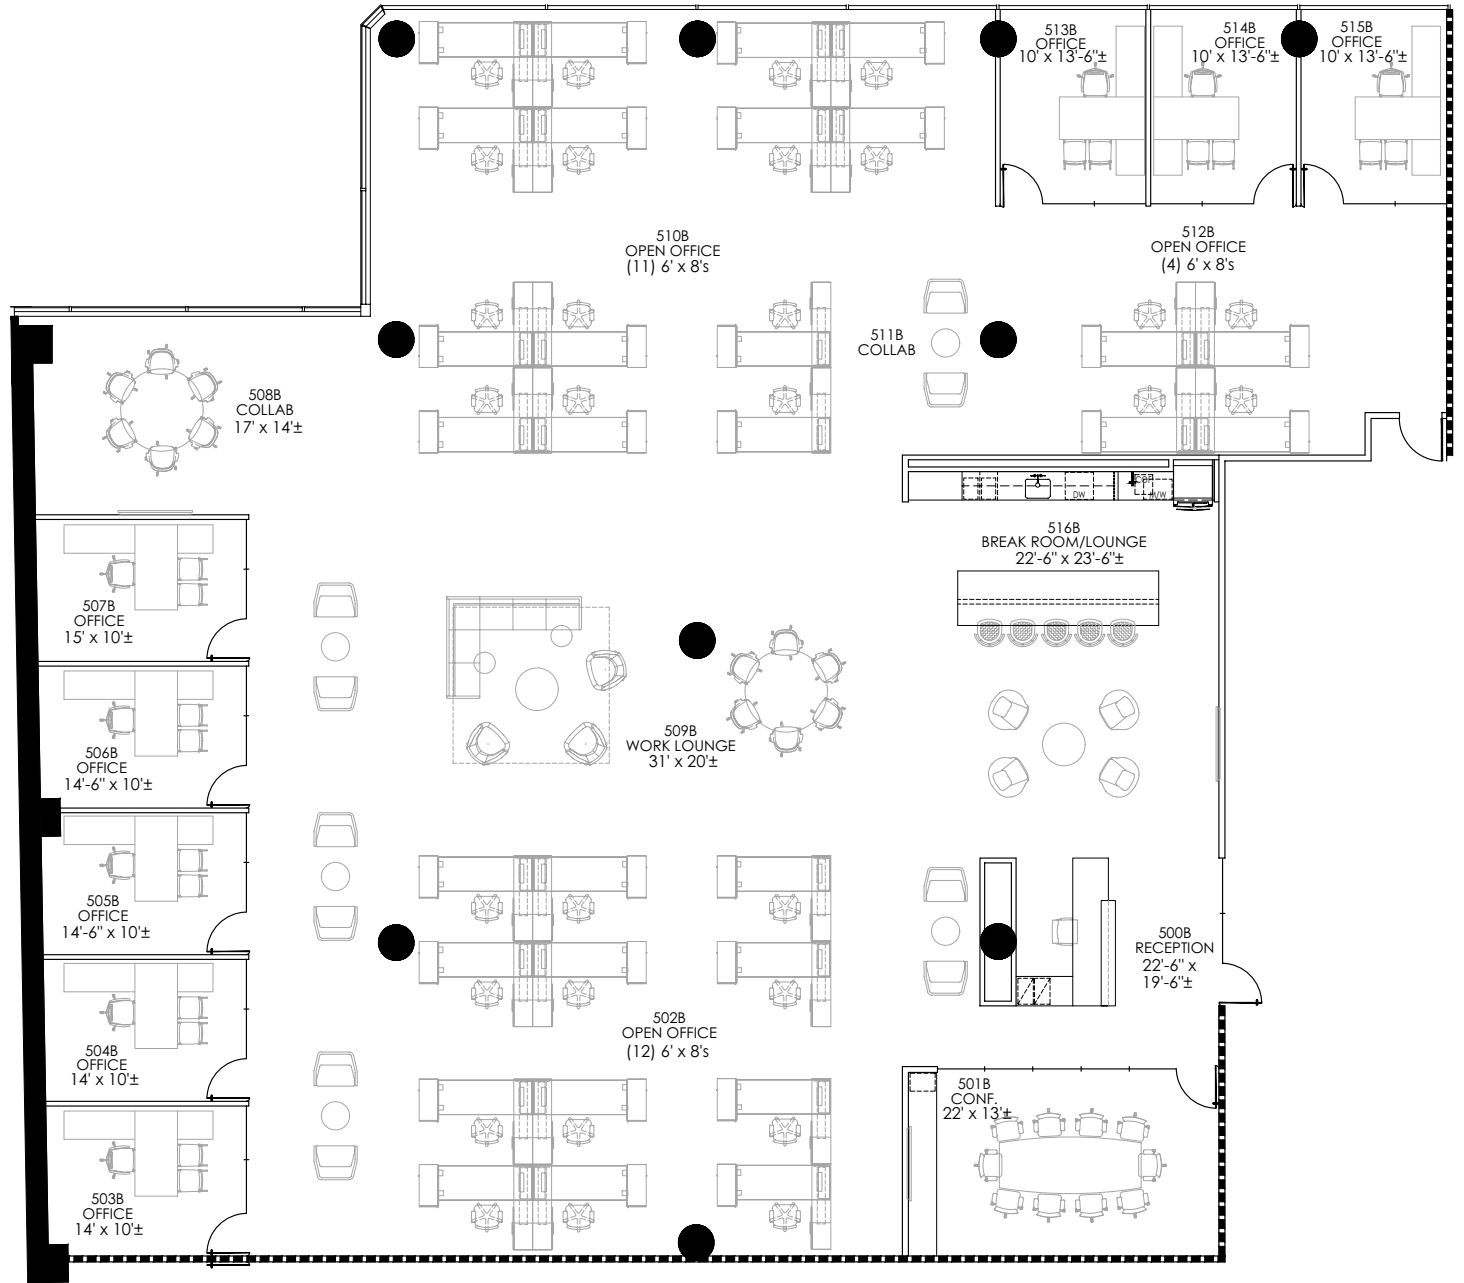 513B
OFFICE
10' x 13'-6"±
514B
OFFICE
10' x 13'-6"±
515B
OFFICE
10' x 13'-6"±
510B
OPEN OFFICE
(11) 6' x 8's
512B
OPEN OFFICE
(4) 6' x 8's
511B
COLLAB
508B
COLLAB
17' x 14'±
DW
516B
BREAK ROOM/LOUNGE
22'-6" x 23'-6"±
507B
OFFICE
15' x 10'±
506B
OFFICE
14'-6" x 10'±
509B
WORK LOUNGE
31' x 20'±
505B
OFFICE
14'-6" x 10'±
500B
RECEPTION
22'-6" x
19'-6"±
502B
OPEN OFFICE
(12) 6' x 8's
504B
OFFICE
14' x 10'±
501B
CONF.
22' x 13'±
503B
OFFICE
14' x 10'±